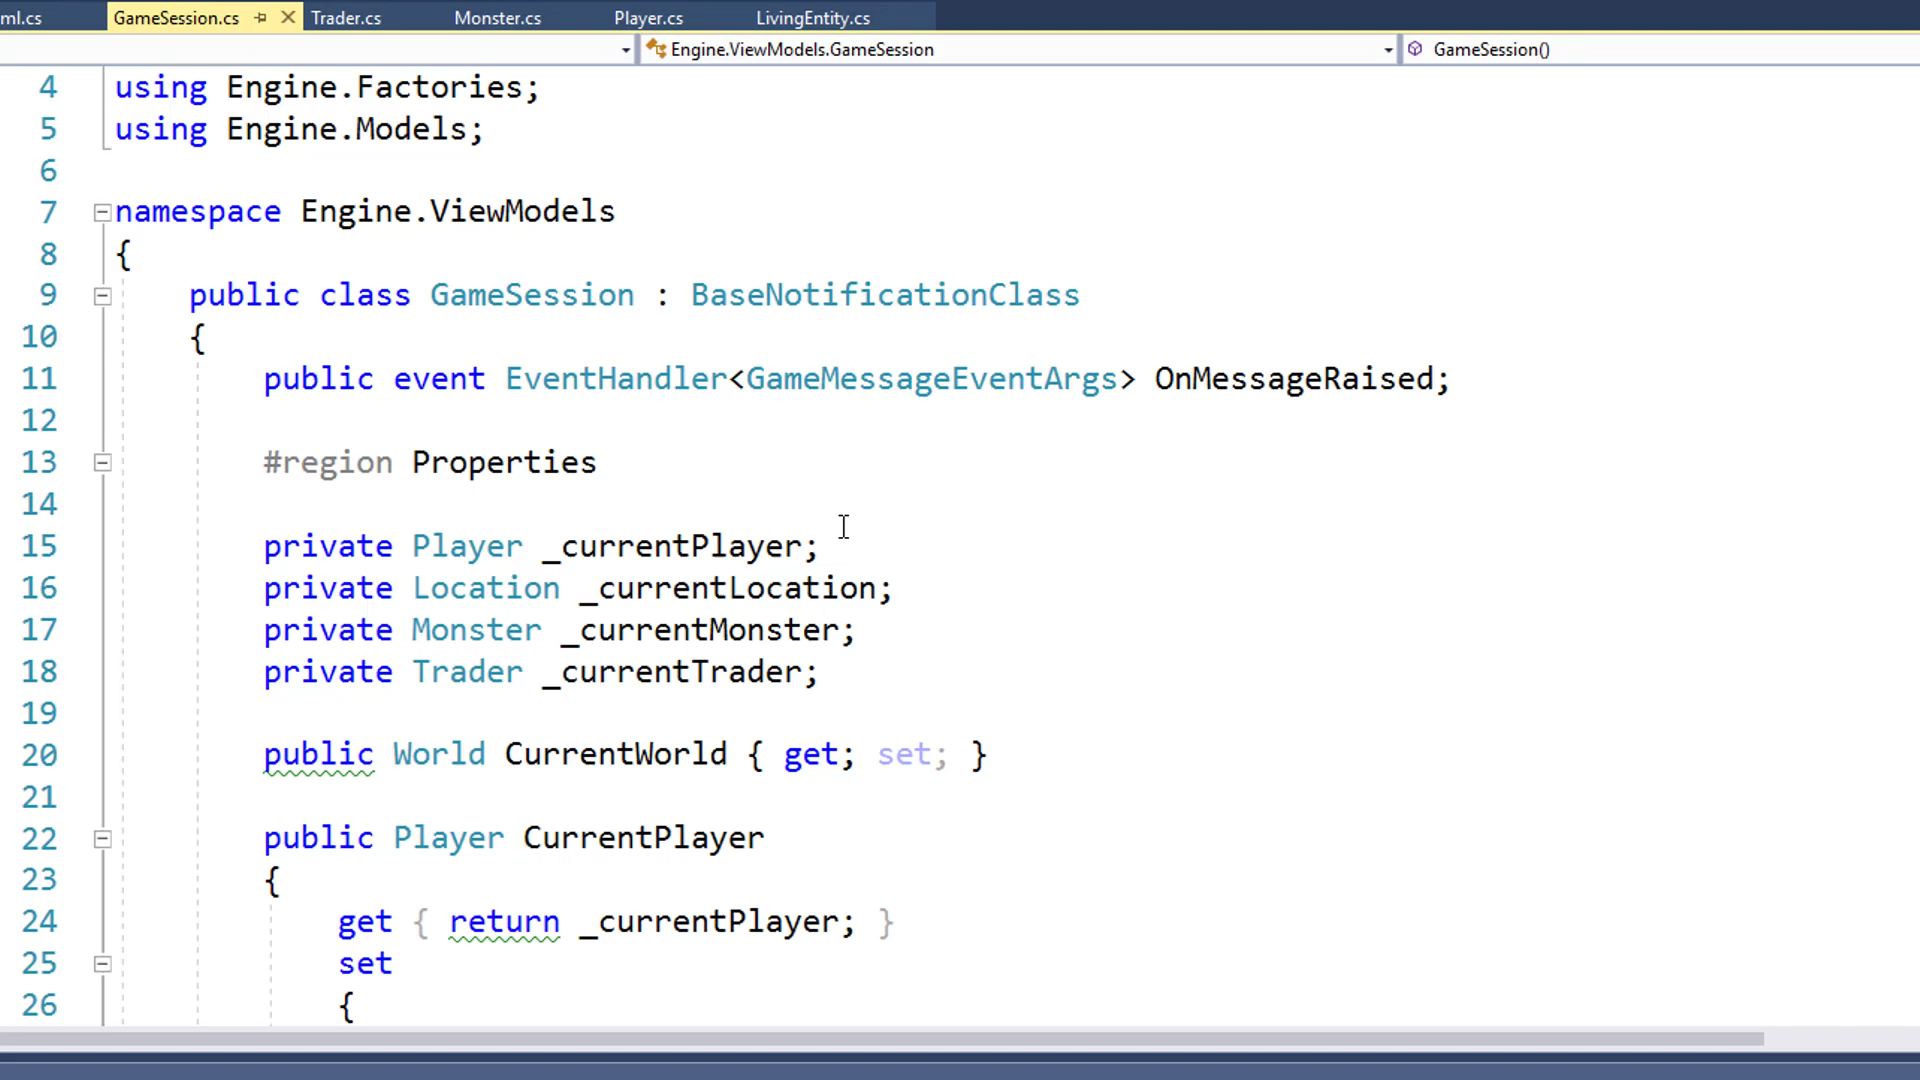 ml.cs GameSession.cs Trader.cs Monster.cs Player.cs LivingEntity.cs
Engine.ViewModels.GameSession GameSession()
4 using Engine.Factories;
5 using Engine.Models;
6
7 namespace Engine.ViewModels
8 {
9 public class GameSession : BaseNotificationClass
10 {
11 public event EventHandler<GameMessageEventArgs> OnMessageRaised;
12
13 #region Properties
14
15 private Player _currentPlayer;
16 private Location _currentLocation;
17 private Monster _currentMonster;
18 private Trader _currentTrader;
19
20 public World CurrentWorld { get; set; }
21
22 public Player CurrentPlayer
23 {
24 get { return _currentPlayer; }
25 set
26 {